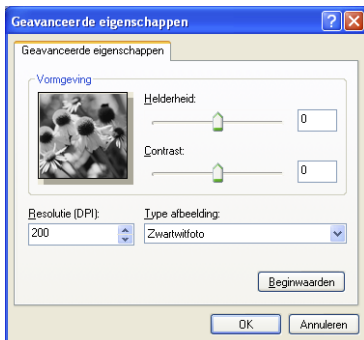 Geavanceerde eigenschappen
Geavanceerde eigenschappen
Vormgeving
Helderheid:
0
Contrast:
0
Resolutie (DPI):
Type afbeelding:
200
Zwartwitfoto
Beginwaarden
OK
Annuleren